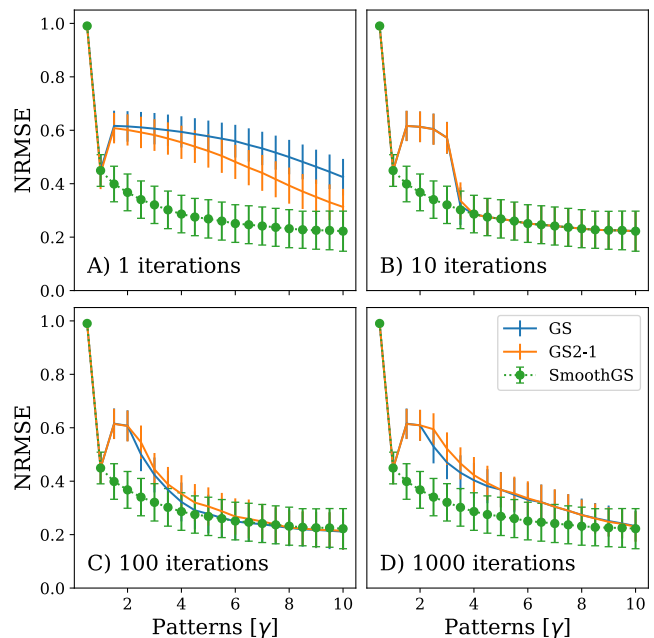 1.0
0.8
0.6
0.4
0.2
0.0
NRMSE
A) 1 iterations
B) 10 iterations
1.0
0.8
0.6
0.4
0.2
0.0
NRMSE
C) 100 iterations
GS
GS2-1
SmoothGS
D) 1000 iterations
2 4 6 8 10
2 4 6 8 10
Patterns [γ]
Patterns [γ]